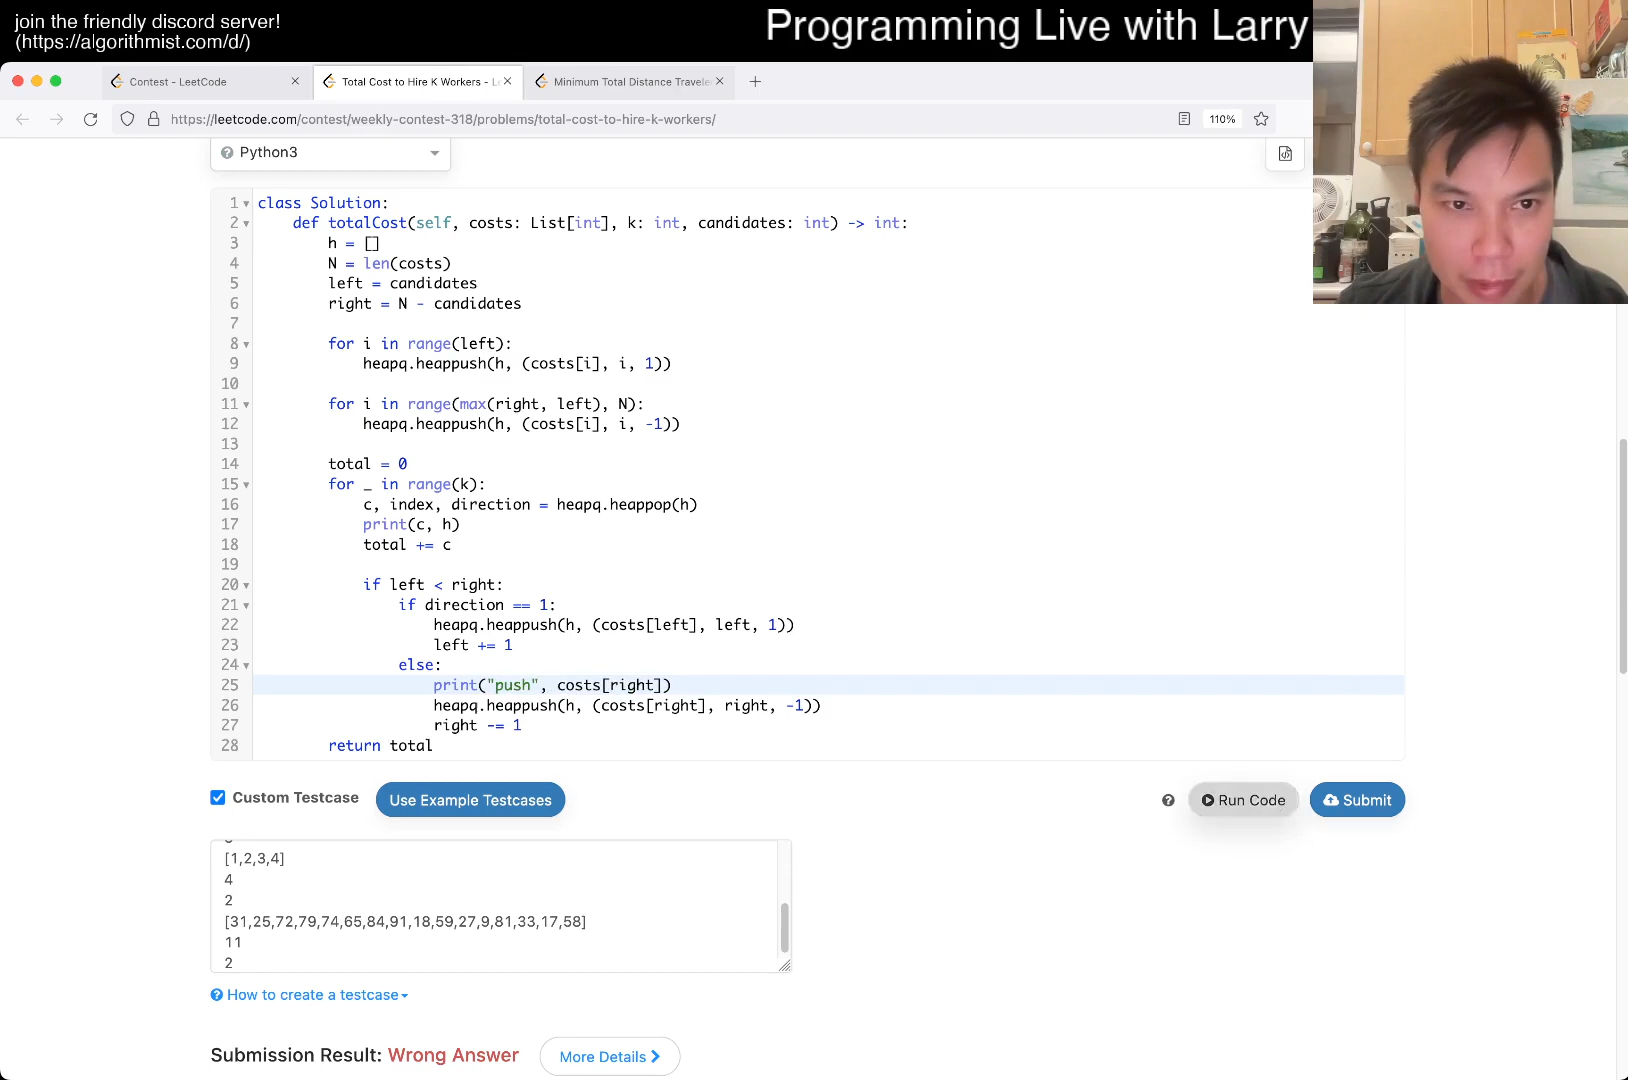 join the friendly discord server!
(https://algorithmist.com/d/)
Programming Live with Larry
Contest - LeetCode
Total Cost to Hire K Workers - Le
Minimum Total Distance Travele
https://leetcode.com/contest/weekly-contest-318/problems/total-cost-to-hire-k-workers/
110%
Python3
1 class Solution:
2 def totalCost(self, costs: List[int], k: int, candidates: int) -> int:
3 h = []
4 N = len(costs)
5 left = candidates
6 right = N - candidates
7
8 for i in range(left):
9 heapq.heappush(h, (costs[i], i, 1))
10
11 for i in range(max(right, left), N):
12 heapq.heappush(h, (costs[i], i, -1))
13
14 total = 0
15 for _ in range(k):
16 c, index, direction = heapq.heappop(h)
17 print(c, h)
18 total += c
19
20 if left < right:
21 if direction == 1:
22 heapq.heappush(h, (costs[left], left, 1))
23 left += 1
24 else:
25 print("push", costs[right])
26 heapq.heappush(h, (costs[right], right, -1))
27 right -= 1
28 return total
Custom Testcase
Use Example Testcases
Run Code
Submit
[1,2,3,4]
4
2
[31,25,72,79,74,65,84,91,18,59,27,9,81,33,17,58]
11
2
How to create a testcase
Submission Result: Wrong Answer
More Details